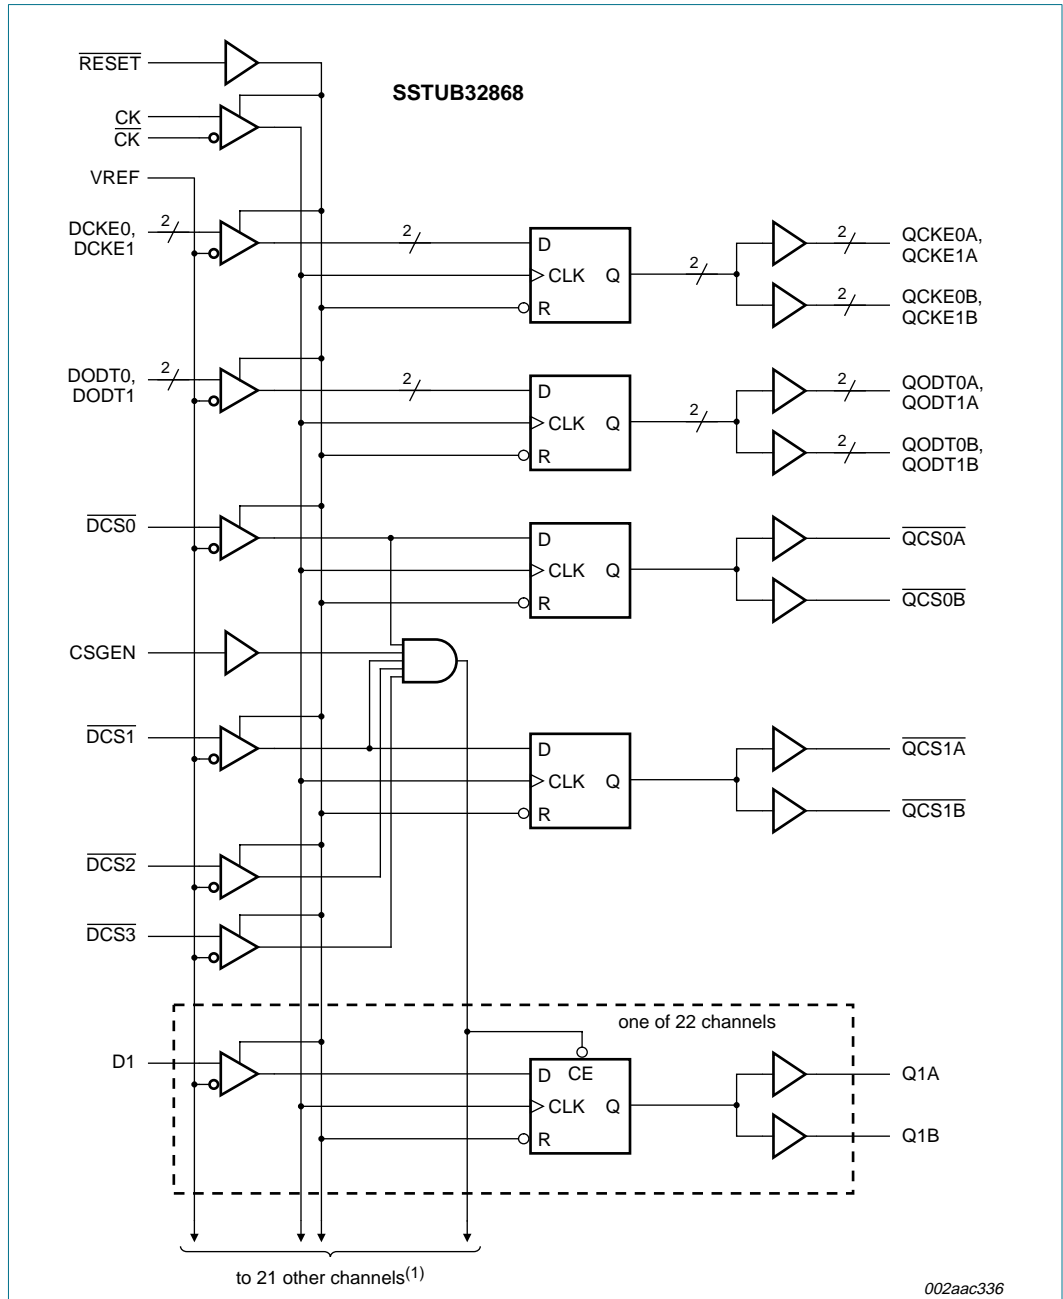 RESET
SSTUB32868
CK
CK
VREF
DCKE0,
DCKE1
2
2
D
CLK
Q
R
2
2
QCKE0A,
QCKE1A
2
QCKE0B,
QCKE1B
DODT0,
DODT1
2
2
D
CLK
Q
R
2
2
QODT0A,
QODT1A
2
QODT0B,
QODT1B
DCS0
D
CLK
Q
R
QCS0A
QCS0B
CSGEN
DCS1
D
CLK
Q
R
QCS1A
QCS1B
DCS2
DCS3
one of 22 channels
D1
D
CE
CLK
Q
R
Q1A
Q1B
to 21 other channels(1)
002aac336